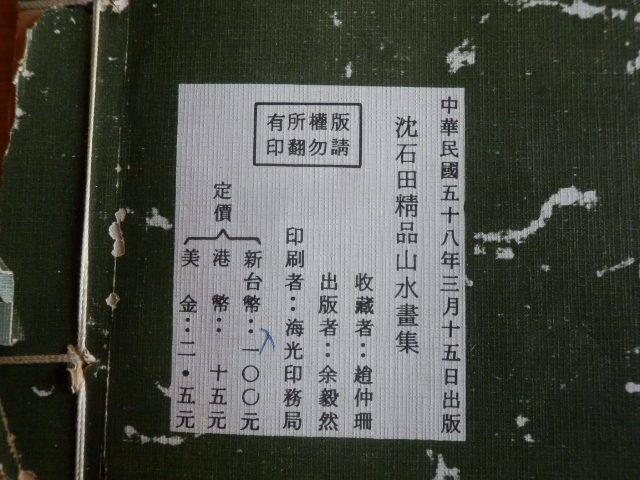 中華民國五十八年三月十五日出版
沈石田精品山水畫集
版權所有
請勿翻印
收藏者：趙仲珊
出版者：余毅然
印刷者：海光印務局
定價
新台幣：一〇〇元
港幣：十五元
美金：二•五元